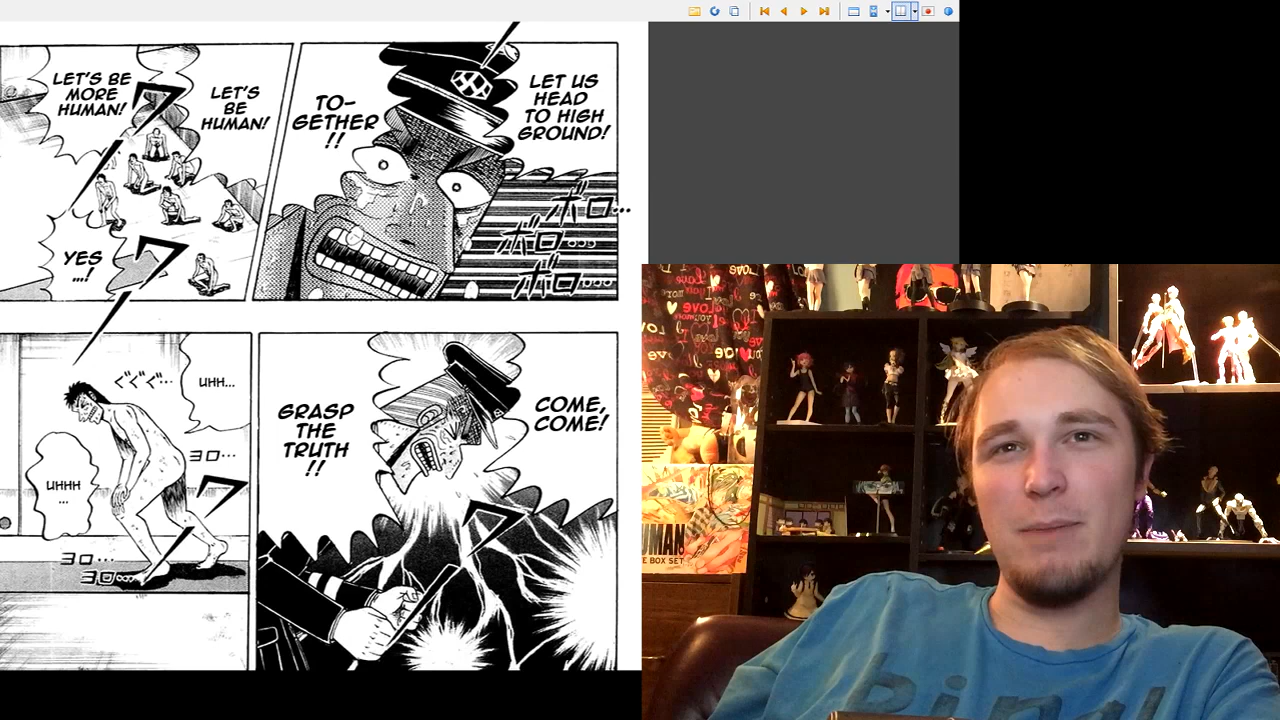 LET US
HEAD
TO HIGH
GROUND!
TO-
GETHER
!!
ボロ...
ボロ...
ボロ...
LET'S
BE
HUMAN!
LET'S BE
MORE
HUMAN!
YES
...!
COME,
COME!
GRASP
THE
TRUTH
!!
UHH...
ぐぐぐ...
ヨロ...
UHHH
...
ヨロ...
ヨロ...
Love
LOVE
UMAN
E BOX SET